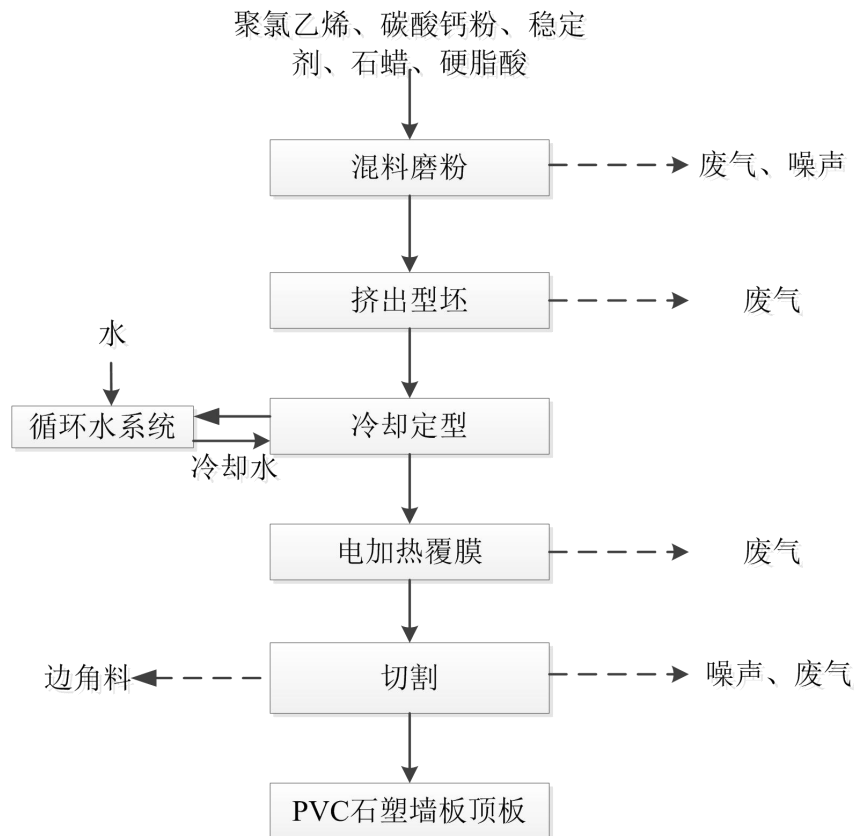 聚氯乙烯、碳酸钙粉、稳定
剂、石蜡、硬脂酸
混料磨粉
废气、噪声
挤出型坯
废气
水
循环水系统
冷却定型
冷却水
电加热覆膜
废气
边角料
切割
噪声、废气
PVC石塑墙板顶板